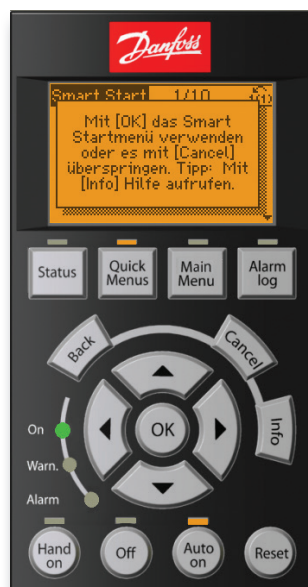 Danfoss
Smart Start 1/10 1(1)
Mit [OK] das Smart
Startmenü verwenden
oder es mit [Cancel]
überspringen. Tipp: Mit
[Info] Hilfe aufrufen.
Status
Quick
Menus
Main
Menu
Alarm
log
Back
Cancel
Info
OK
On
Warn.
Alarm
Hand
on
Off
Auto
on
Reset